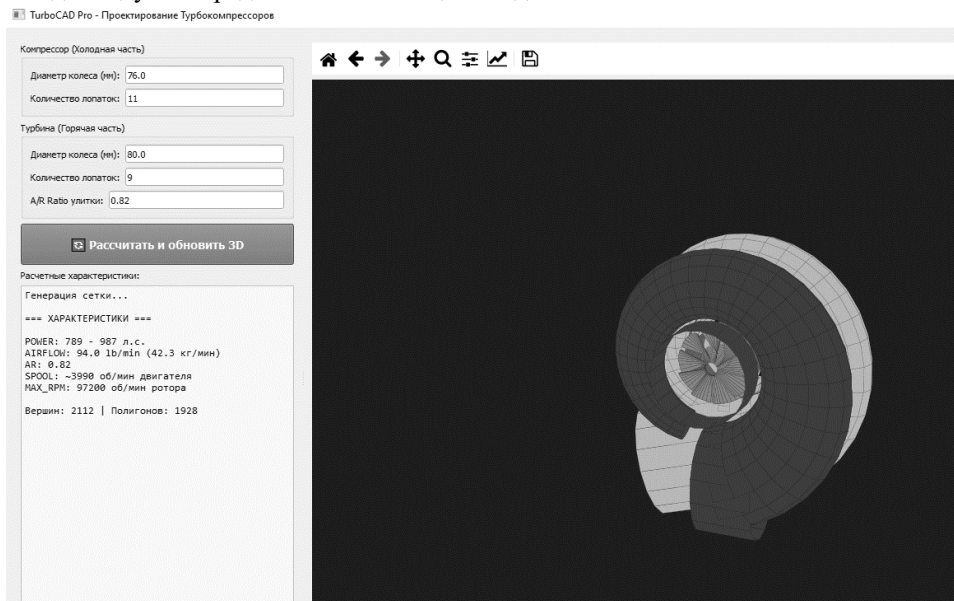 TurboCAD Pro - Проектирование Турбокомпрессоров
Компрессор (Холодная часть)
Диаметр колеса (мм): 76.0
Количество лопаток: 11
Турбина (Горячая часть)
Диаметр колеса (мм): 80.0
Количество лопаток: 9
A/R Ratio улитки: 0.82
Рассчитать и обновить 3D
Расчетные характеристики:
Генерация сетки...
=== ХАРАКТЕРИСТИКИ ===
POWER: 789 - 987 л.с.
AIRFLOW: 94.0 lb/min (42.3 кг/мин)
AR: 0.82
SPOOL: ~3990 об/мин двигателя
MAX_RPM: 97200 об/мин ротора
Вершин: 2112 | Полигонов: 1928